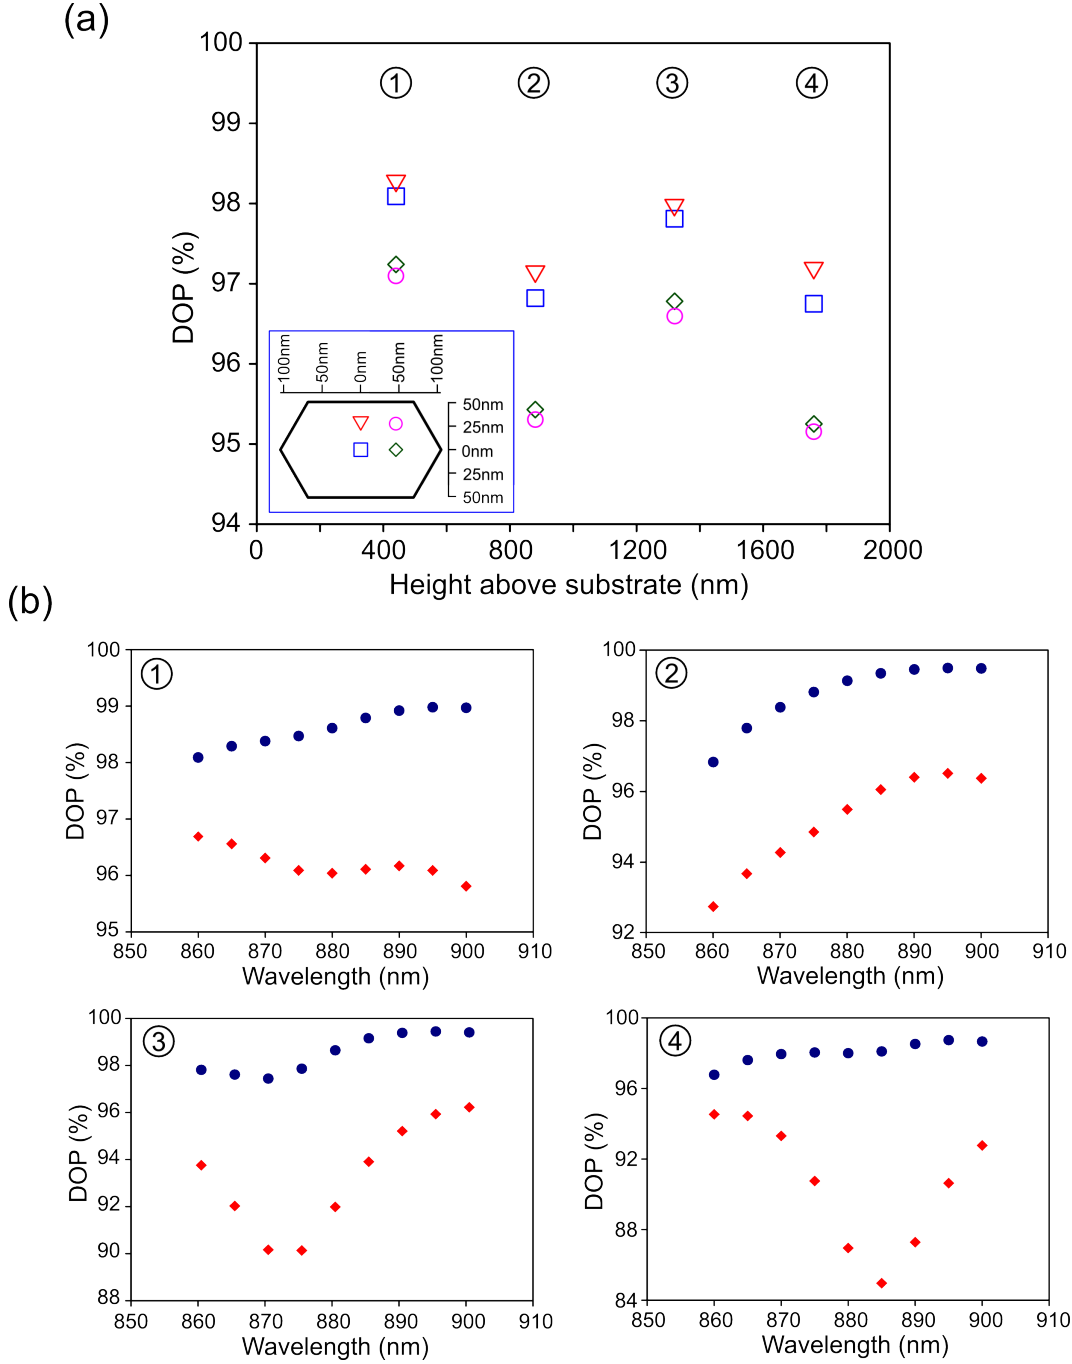 (a)
100
99
98
97
96
95
94
DOP (%)
① ② ③ ④
100nm 50nm 0nm 50nm 100nm
50nm
25nm
0nm
25nm
50nm
0 400 800 1200 1600 2000
Height above substrate (nm)
(b)
①
100
99
98
97
96
95
DOP (%)
850 860 870 880 890 900 910
Wavelength (nm)
②
100
98
96
94
92
DOP (%)
850 860 870 880 890 900 910
Wavelength (nm)
③
100
98
96
94
92
90
88
DOP (%)
850 860 870 880 890 900 910
Wavelength (nm)
④
100
96
92
88
84
DOP (%)
850 860 870 880 890 900 910
Wavelength (nm)